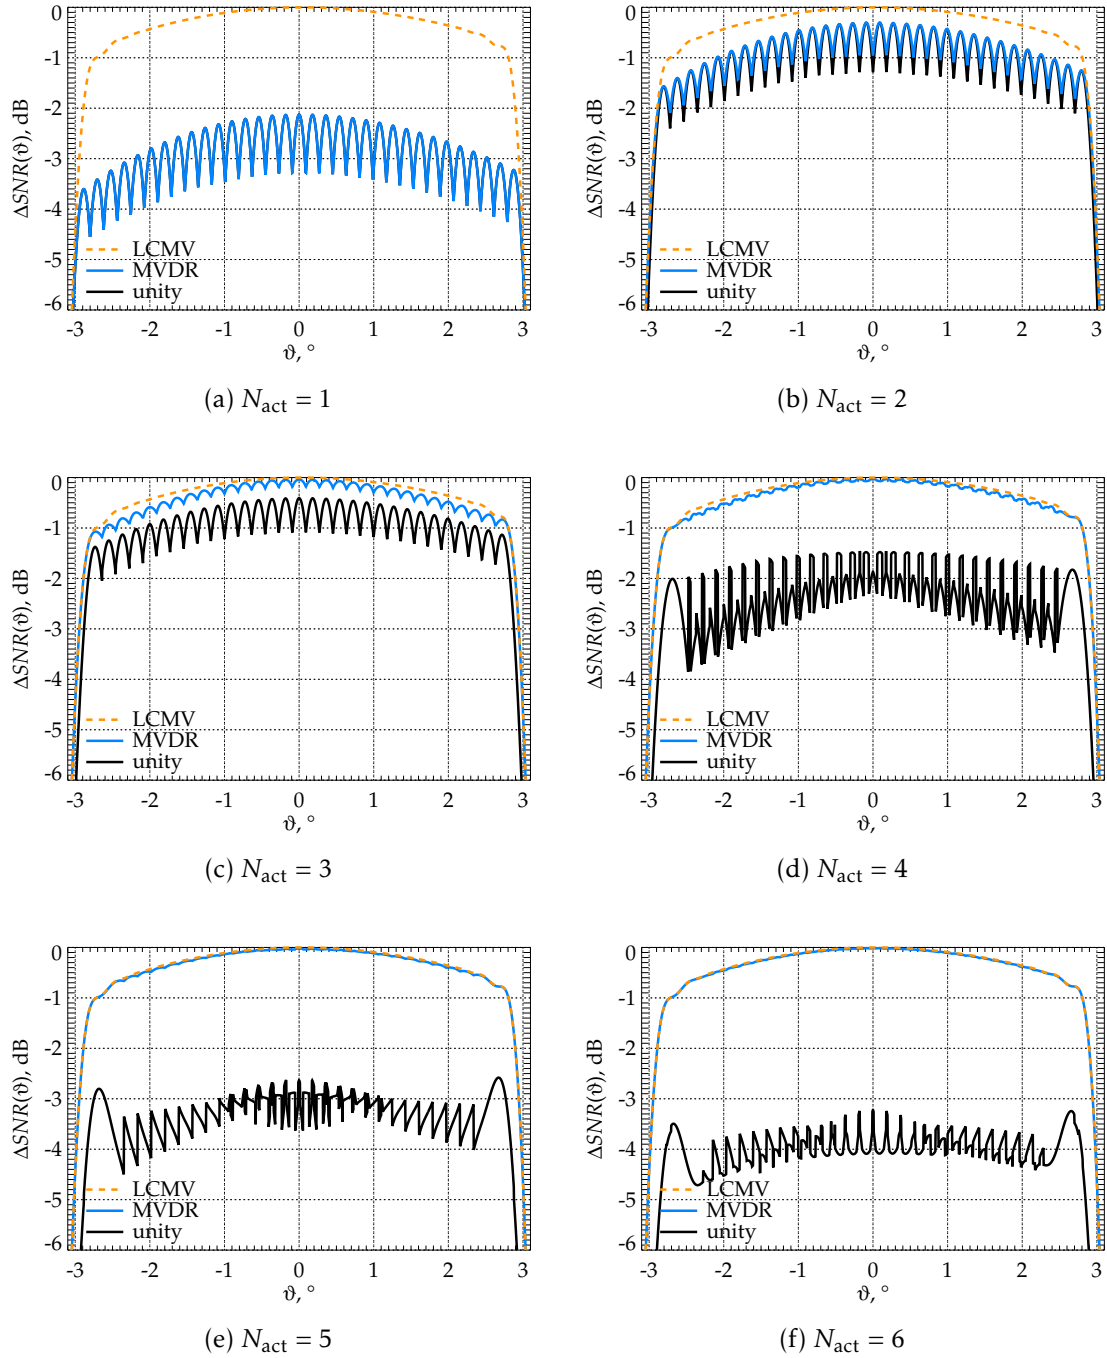 0
-1
-2
-3
-4
-5
-6
ΔSNR(ϑ), dB
LCMV
MVDR
unity
-3 -2 -1 0 1 2 3
ϑ, °
(a) Nact = 1
0
-1
-2
-3
-4
-5
-6
ΔSNR(ϑ), dB
LCMV
MVDR
unity
-3 -2 -1 0 1 2 3
ϑ, °
(b) Nact = 2
0
-1
-2
-3
-4
-5
-6
ΔSNR(ϑ), dB
LCMV
MVDR
unity
-3 -2 -1 0 1 2 3
ϑ, °
(c) Nact = 3
0
-1
-2
-3
-4
-5
-6
ΔSNR(ϑ), dB
LCMV
MVDR
unity
-3 -2 -1 0 1 2 3
ϑ, °
(d) Nact = 4
0
-1
-2
-3
-4
-5
-6
ΔSNR(ϑ), dB
LCMV
MVDR
unity
-3 -2 -1 0 1 2 3
ϑ, °
(e) Nact = 5
0
-1
-2
-3
-4
-5
-6
ΔSNR(ϑ), dB
LCMV
MVDR
unity
-3 -2 -1 0 1 2 3
ϑ, °
(f) Nact = 6